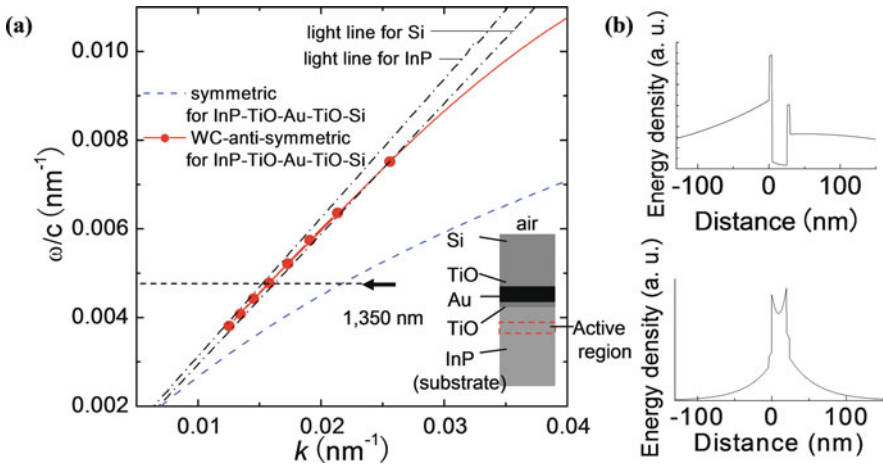 (a)
0.010
0.008
0.006
0.004
0.002
ω/c (nm⁻¹)
light line for Si
light line for InP
symmetric
for InP-TiO-Au-TiO-Si
WC-anti-symmetric
for InP-TiO-Au-TiO-Si
1,350 nm
air
Si
TiO
Au
TiO
InP
(substrate)
Active
region
0.01
0.02
0.03
0.04
k (nm⁻¹)
(b)
Energy density (a. u.)
-100
0
100
Distance (nm)
Energy density (a. u.)
-100
0
100
Distance (nm)